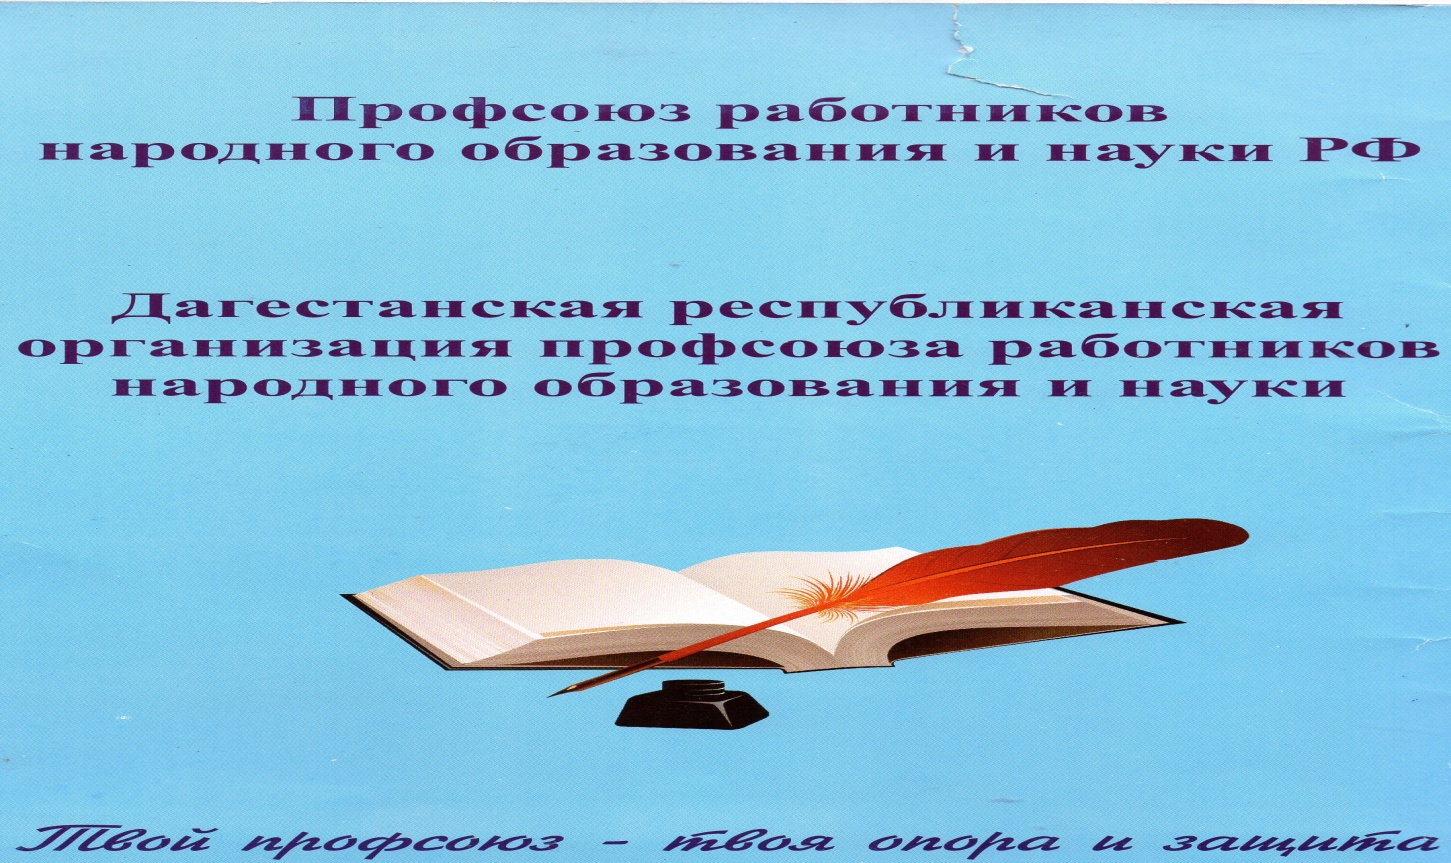 Профсоюз работников
народного образования и науки РФ
Дагестанская республиканская
организация профсоюза работников
народного образования и науки
Твой профсоюз - твоя опора и защита